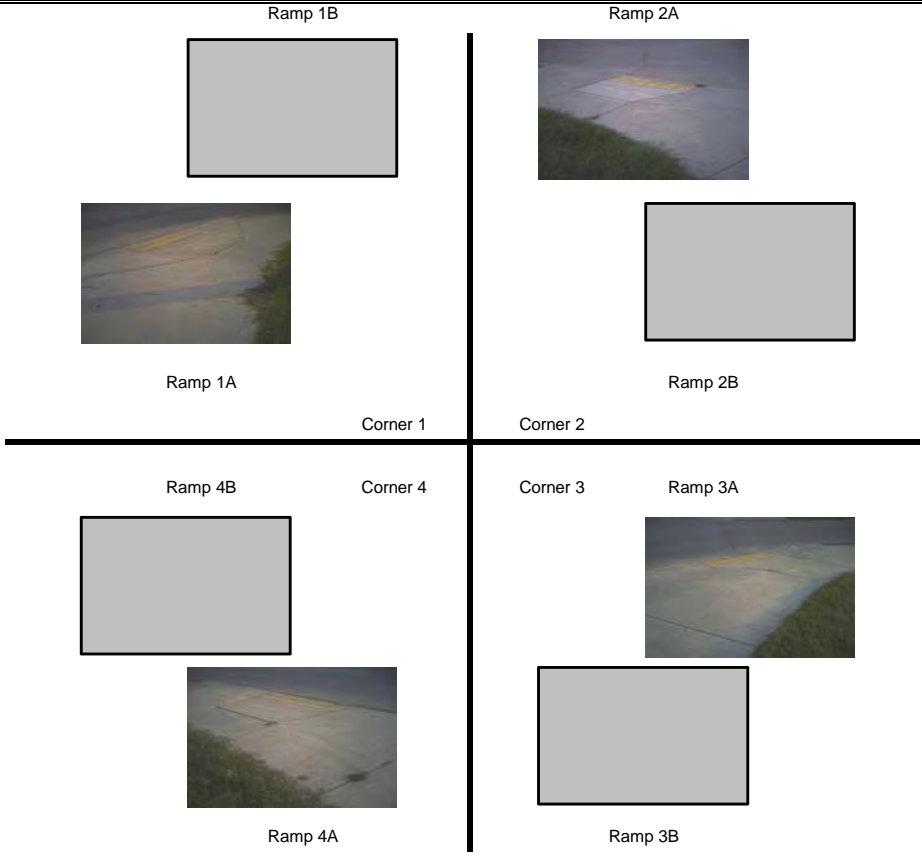 Ramp 1B
Ramp 2A
Ramp 1A
Ramp 2B
Corner 1
Corner 2
Ramp 4B
Corner 4
Corner 3
Ramp 3A
Ramp 4A
Ramp 3B